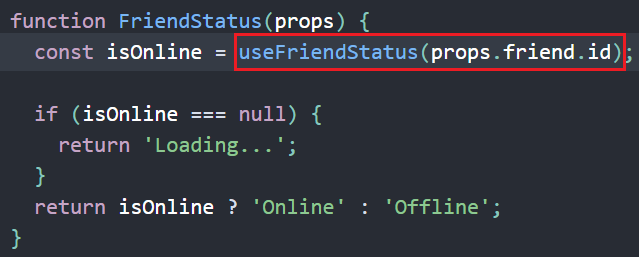 function FriendStatus(props) {
  const isOnline = useFriendStatus(props.friend.id);
  if (isOnline === null) {
    return 'Loading...';
  }
  return isOnline ? 'Online' : 'Offline';
}